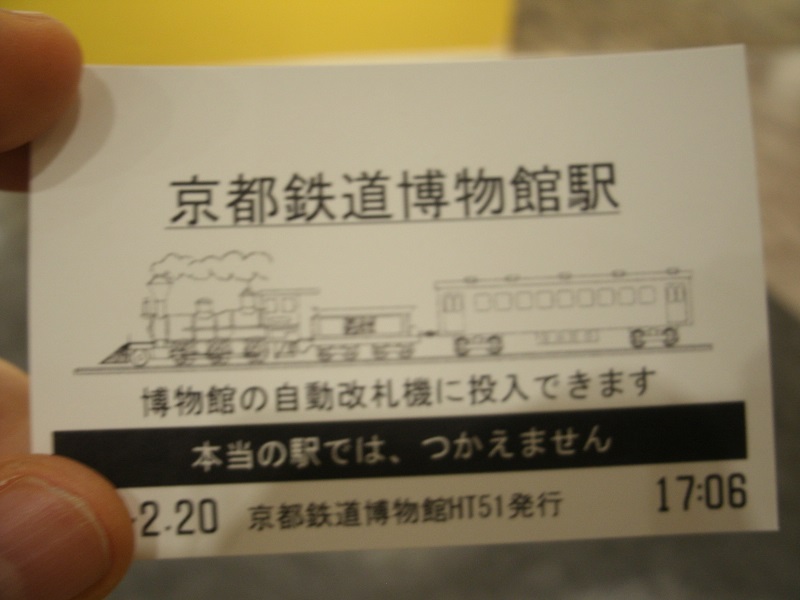 京都鉄道博物館駅
博物館の自動改札機に投入できます
本当の駅では、つかえません
-2.20 京都鉄道博物館HT51発行 17:06